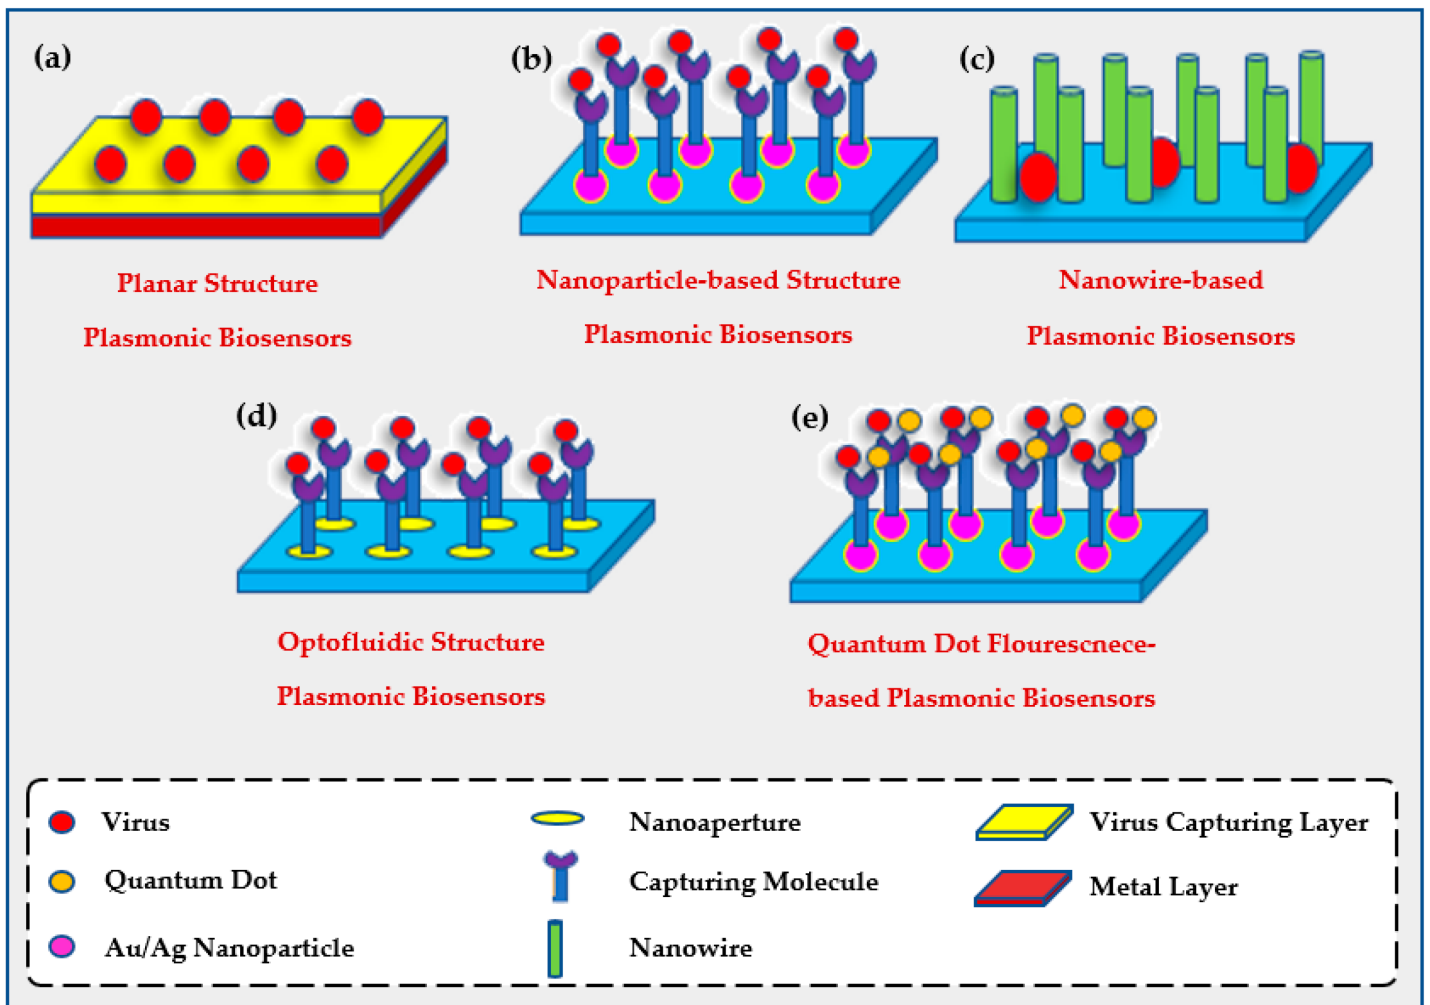 (a)
(b)
(c)
Planar Structure
Plasmonic Biosensors
Nanoparticle-based Structure
Plasmonic Biosensors
Nanowire-based
Plasmonic Biosensors
(d)
(e)
Optofluidic Structure
Plasmonic Biosensors
Quantum Dot Flourescnece-
based Plasmonic Biosensors
Virus
Nanoaperture
Virus Capturing Layer
Quantum Dot
Capturing Molecule
Metal Layer
Au/Ag Nanoparticle
Nanowire